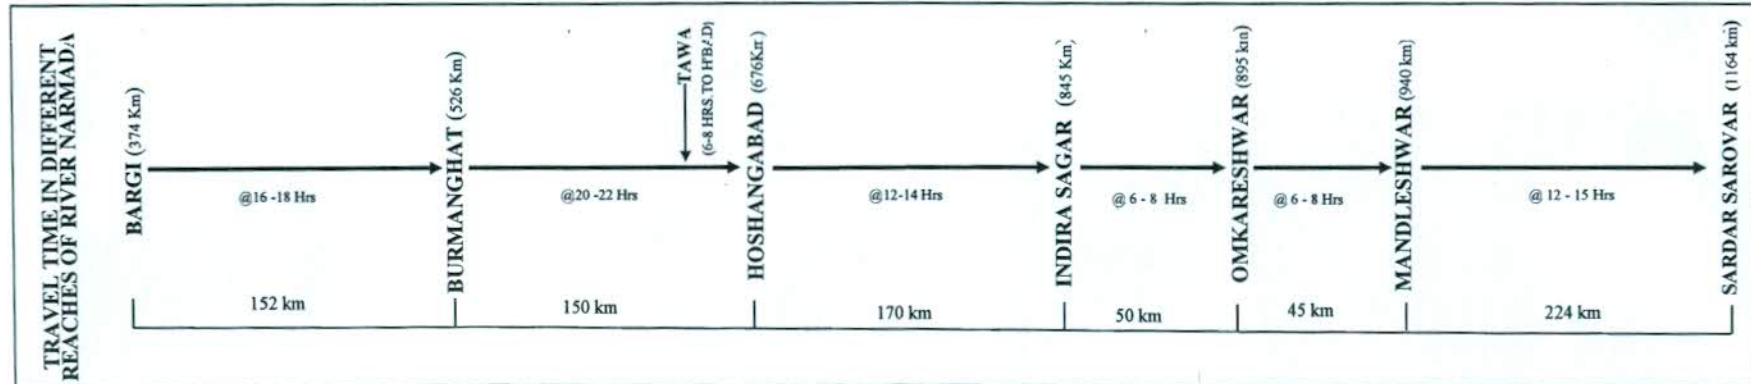 TRAVEL TIME IN DIFFERENT
REACHES OF RIVER NARMADA
BARGI (374 Km)
@16 -18 Hrs
BURMANGHAT (526 Km)
@20 -22 Hrs
TAWA
(6-8 HRS. TO H'BAD)
HOSHANGABAD (676Km)
@12-14 Hrs
INDIRA SAGAR (845 Km)
@ 6 - 8 Hrs
OMKARESHWAR (895 km)
@ 6 - 8 Hrs
MANDLESHWAR (940 km)
@ 12 - 15 Hrs
SARDAR SAROVAR (1164 km)
152 km
150 km
170 km
50 km
45 km
224 km